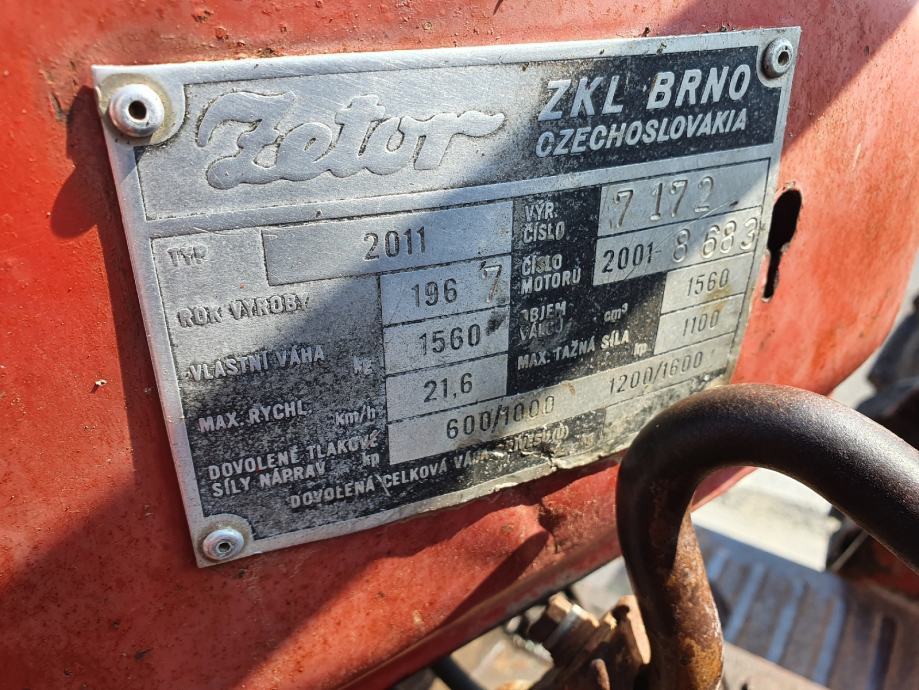 Zetor
ZKL BRNO
CZECHOSLOVAKIA
TYP 2011
VÝR. ČÍSLO 7 172
ROK VÝROBY 196 7
ČÍSLO MOTORU 2001- 8 683
VLASTNÍ VÁHA kg 1560
OBJEM VÁLCŮ cm³ 1560
MAX. RYCHL. Km/h 21,6
MAX. TAŽNÁ SÍLA kp 1100
DOVOLENÉ TLAKOVÉ
SÍLY NÁPRAV kp 600/1000 1200/1600
DOVOLENÁ CELKOVÁ VÁHA